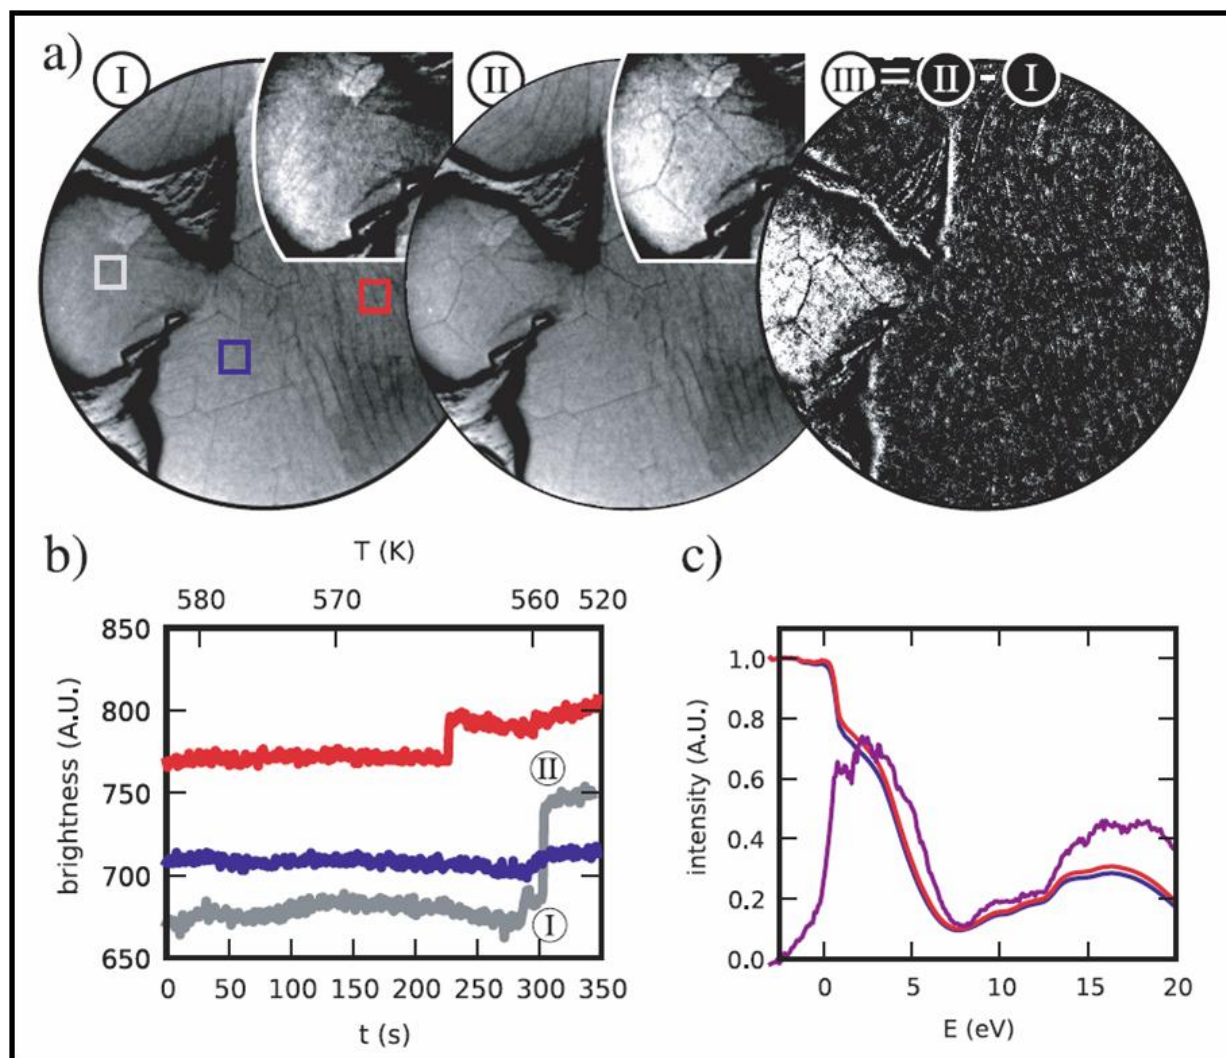 a)
I
II
III = II - I
b)
T (K)
580 570 560 520
850
800
750
700
650
brightness (A.U.)
II
I
0 50 100 150 200 250 300 350
t (s)
c)
1.0
0.8
0.6
0.4
0.2
0.0
intensity (A.U.)
0 5 10 15 20
E (eV)